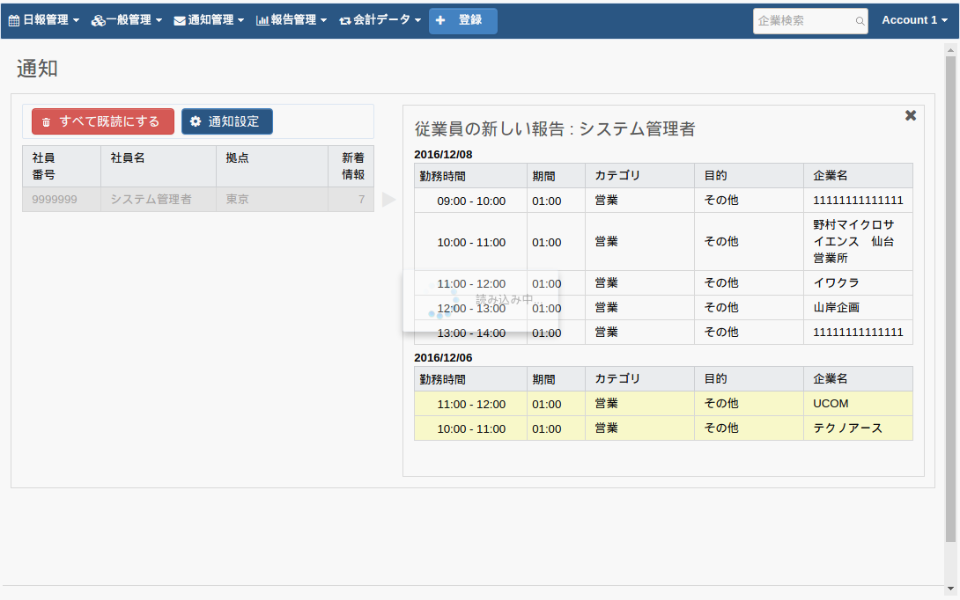 日報管理 一般管理 通知管理 報告管理 会計データ + 登録 企業検索 Account 1
通知
すべて既読にする 通知設定
社員番号 社員名 拠点 新着情報
9999999 システム管理者 東京 7
従業員の新しい報告 : システム管理者
2016/12/08
勤務時間 期間 カテゴリ 目的 企業名
09:00 - 10:00 01:00 営業 その他 11111111111111
10:00 - 11:00 01:00 営業 その他 野村マイクロサイエンス 仙台営業所
11:00 - 12:00 01:00 営業 その他 イワクラ
読み込み中...
12:00 - 13:00 01:00 営業 その他 山岸企画
13:00 - 14:00 01:00 営業 その他 11111111111111
2016/12/06
勤務時間 期間 カテゴリ 目的 企業名
11:00 - 12:00 01:00 営業 その他 UCOM
10:00 - 11:00 01:00 営業 その他 テクノアース